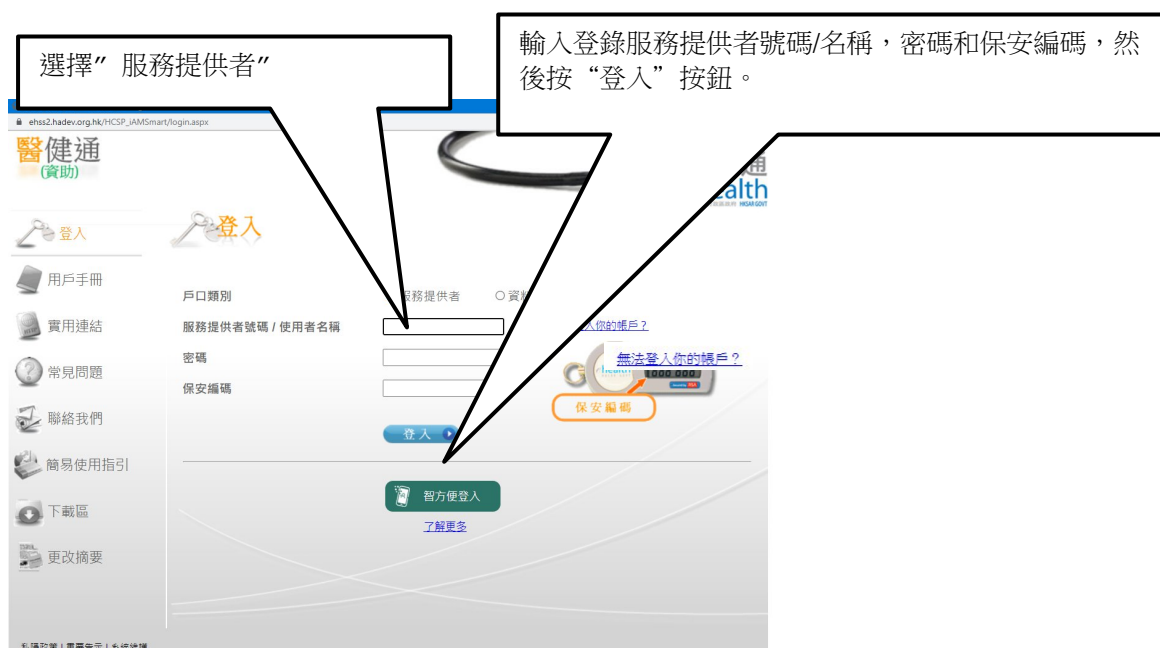 選擇” 服務提供者”
輸入登錄服務提供者號碼/名稱，密碼和保安編碼，然
後按“登入”按鈕。
ehss2.hadev.org.hk/HCSP_iAMSmart/login.aspx
醫健通
(資助)
登入
用戶手冊
實用連結
常見問題
聯絡我們
簡易使用指引
下載區
更改摘要
登入
戶口類別
服務提供者
服務提供者號碼 / 使用者名稱
入你的帳戶？
密碼
無法登入你的帳戶？
保安編碼
保安編碼
登入
智方便登入
了解更多